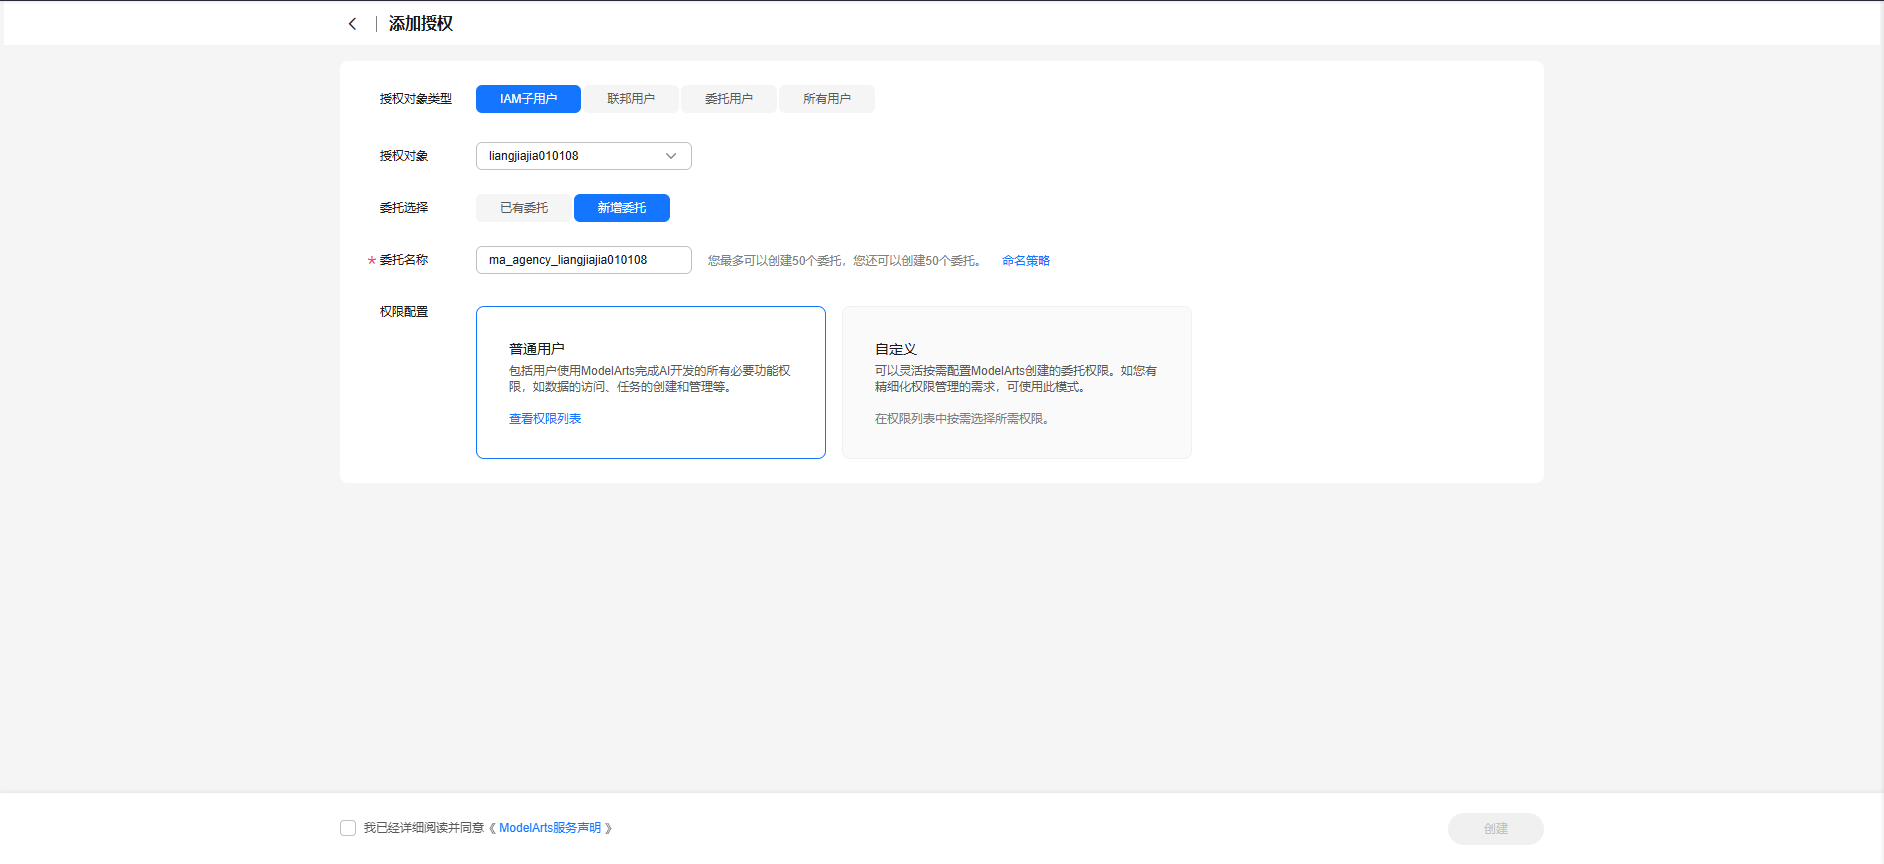 添加授权
授权对象类型 IAM子用户 联邦用户 委托用户 所有用户
授权对象 liangjiajia010108
委托选择 已有委托 新增委托
* 委托名称 ma_agency_liangjiajia010108 您最多可以创建50个委托，您还可以创建50个委托。 命名策略
权限配置
普通用户
包括用户使用ModelArts完成AI开发的所有必要功能权
限，如数据的访问、任务的创建和管理等。
查看权限列表
自定义
可以灵活按需配置ModelArts创建的委托权限。如您有
精细化权限管理的需求，可使用此模式。
在权限列表中按需选择所需权限。
我已经详细阅读并同意《 ModelArts服务声明 》 创建